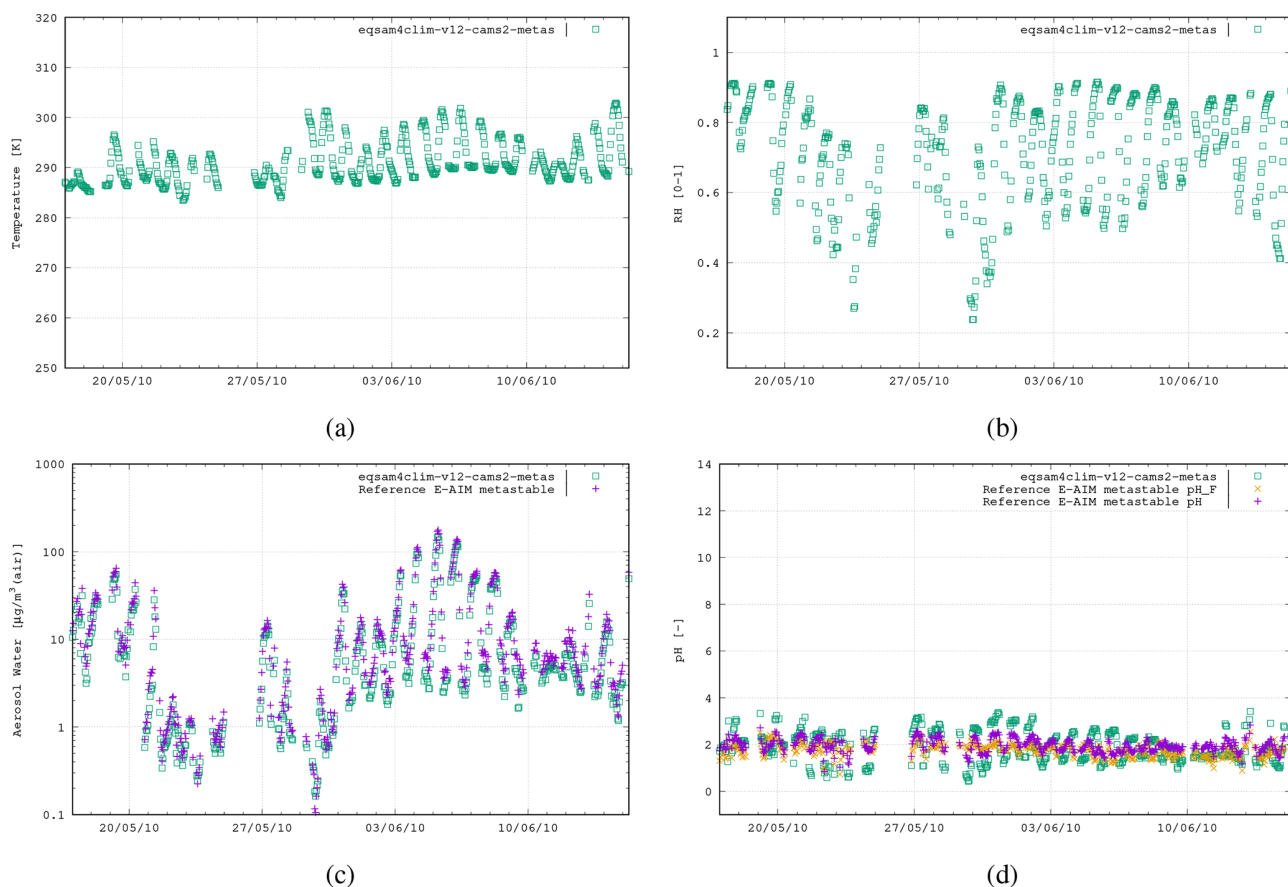 320
310
300
290
280
270
260
250
Temperature [K]
eqsam4clim-v12-cams2-metas
20/05/10 27/05/10 03/06/10 10/06/10
(a)
1
0.8
0.6
0.4
0.2
RH [0-1]
eqsam4clim-v12-cams2-metas
20/05/10 27/05/10 03/06/10 10/06/10
(b)
1000
100
10
1
0.1
Aerosol Water [µg/m³(air)]
eqsam4clim-v12-cams2-metas
Reference E-AIM metastable
20/05/10 27/05/10 03/06/10 10/06/10
(c)
14
12
10
8
6
4
2
0
pH [-]
eqsam4clim-v12-cams2-metas
Reference E-AIM metastable pH_F
Reference E-AIM metastable pH
20/05/10 27/05/10 03/06/10 10/06/10
(d)